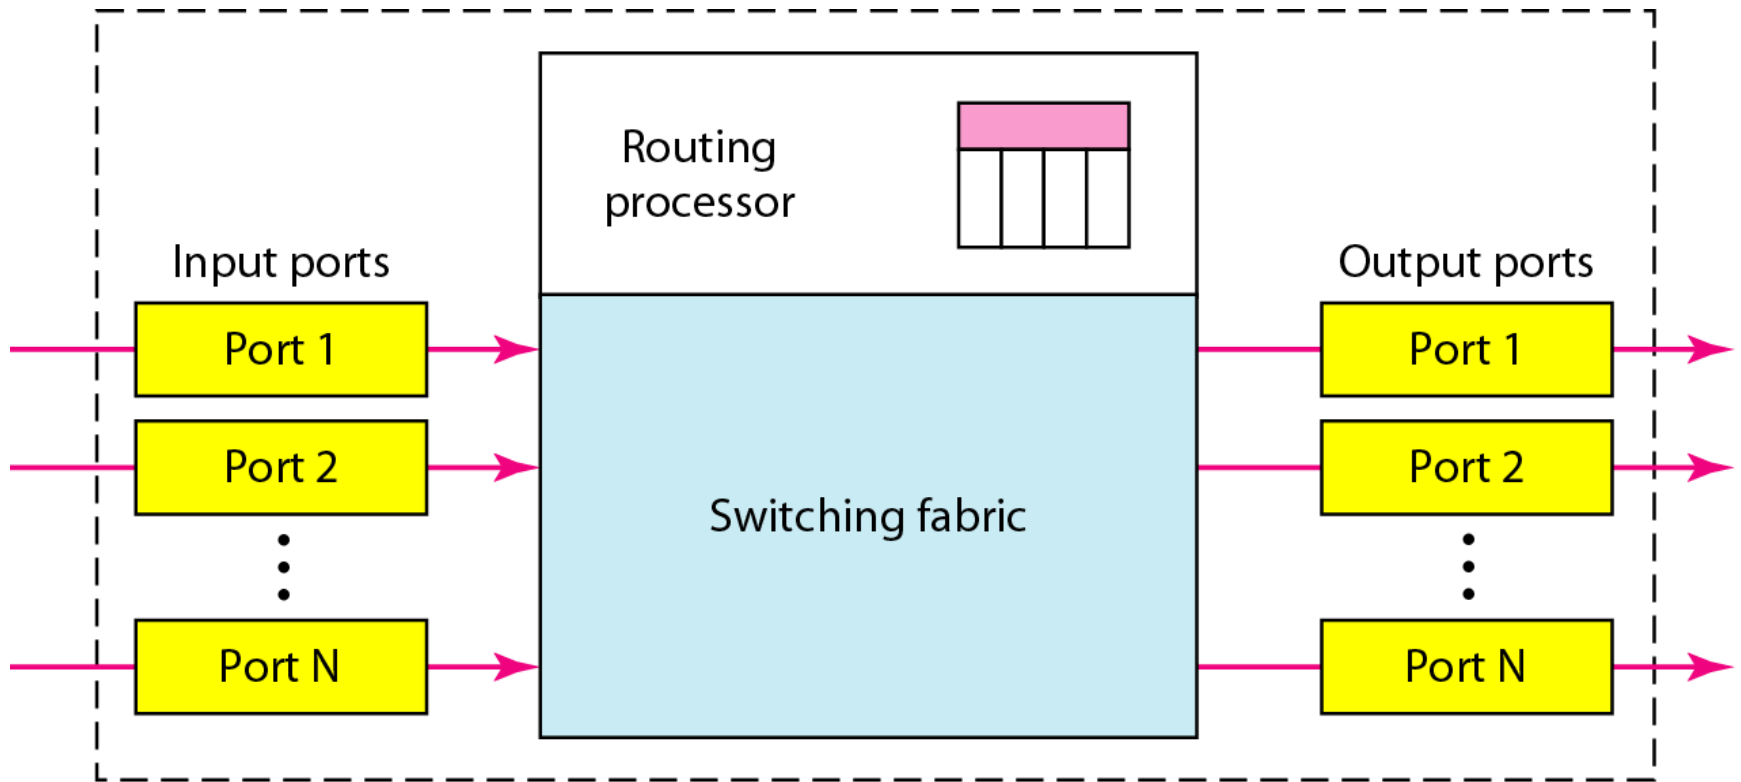 Routing
processor
Input ports
Output ports
Port 1
Port 1
Port 2
Port 2
Switching fabric
Port N
Port N